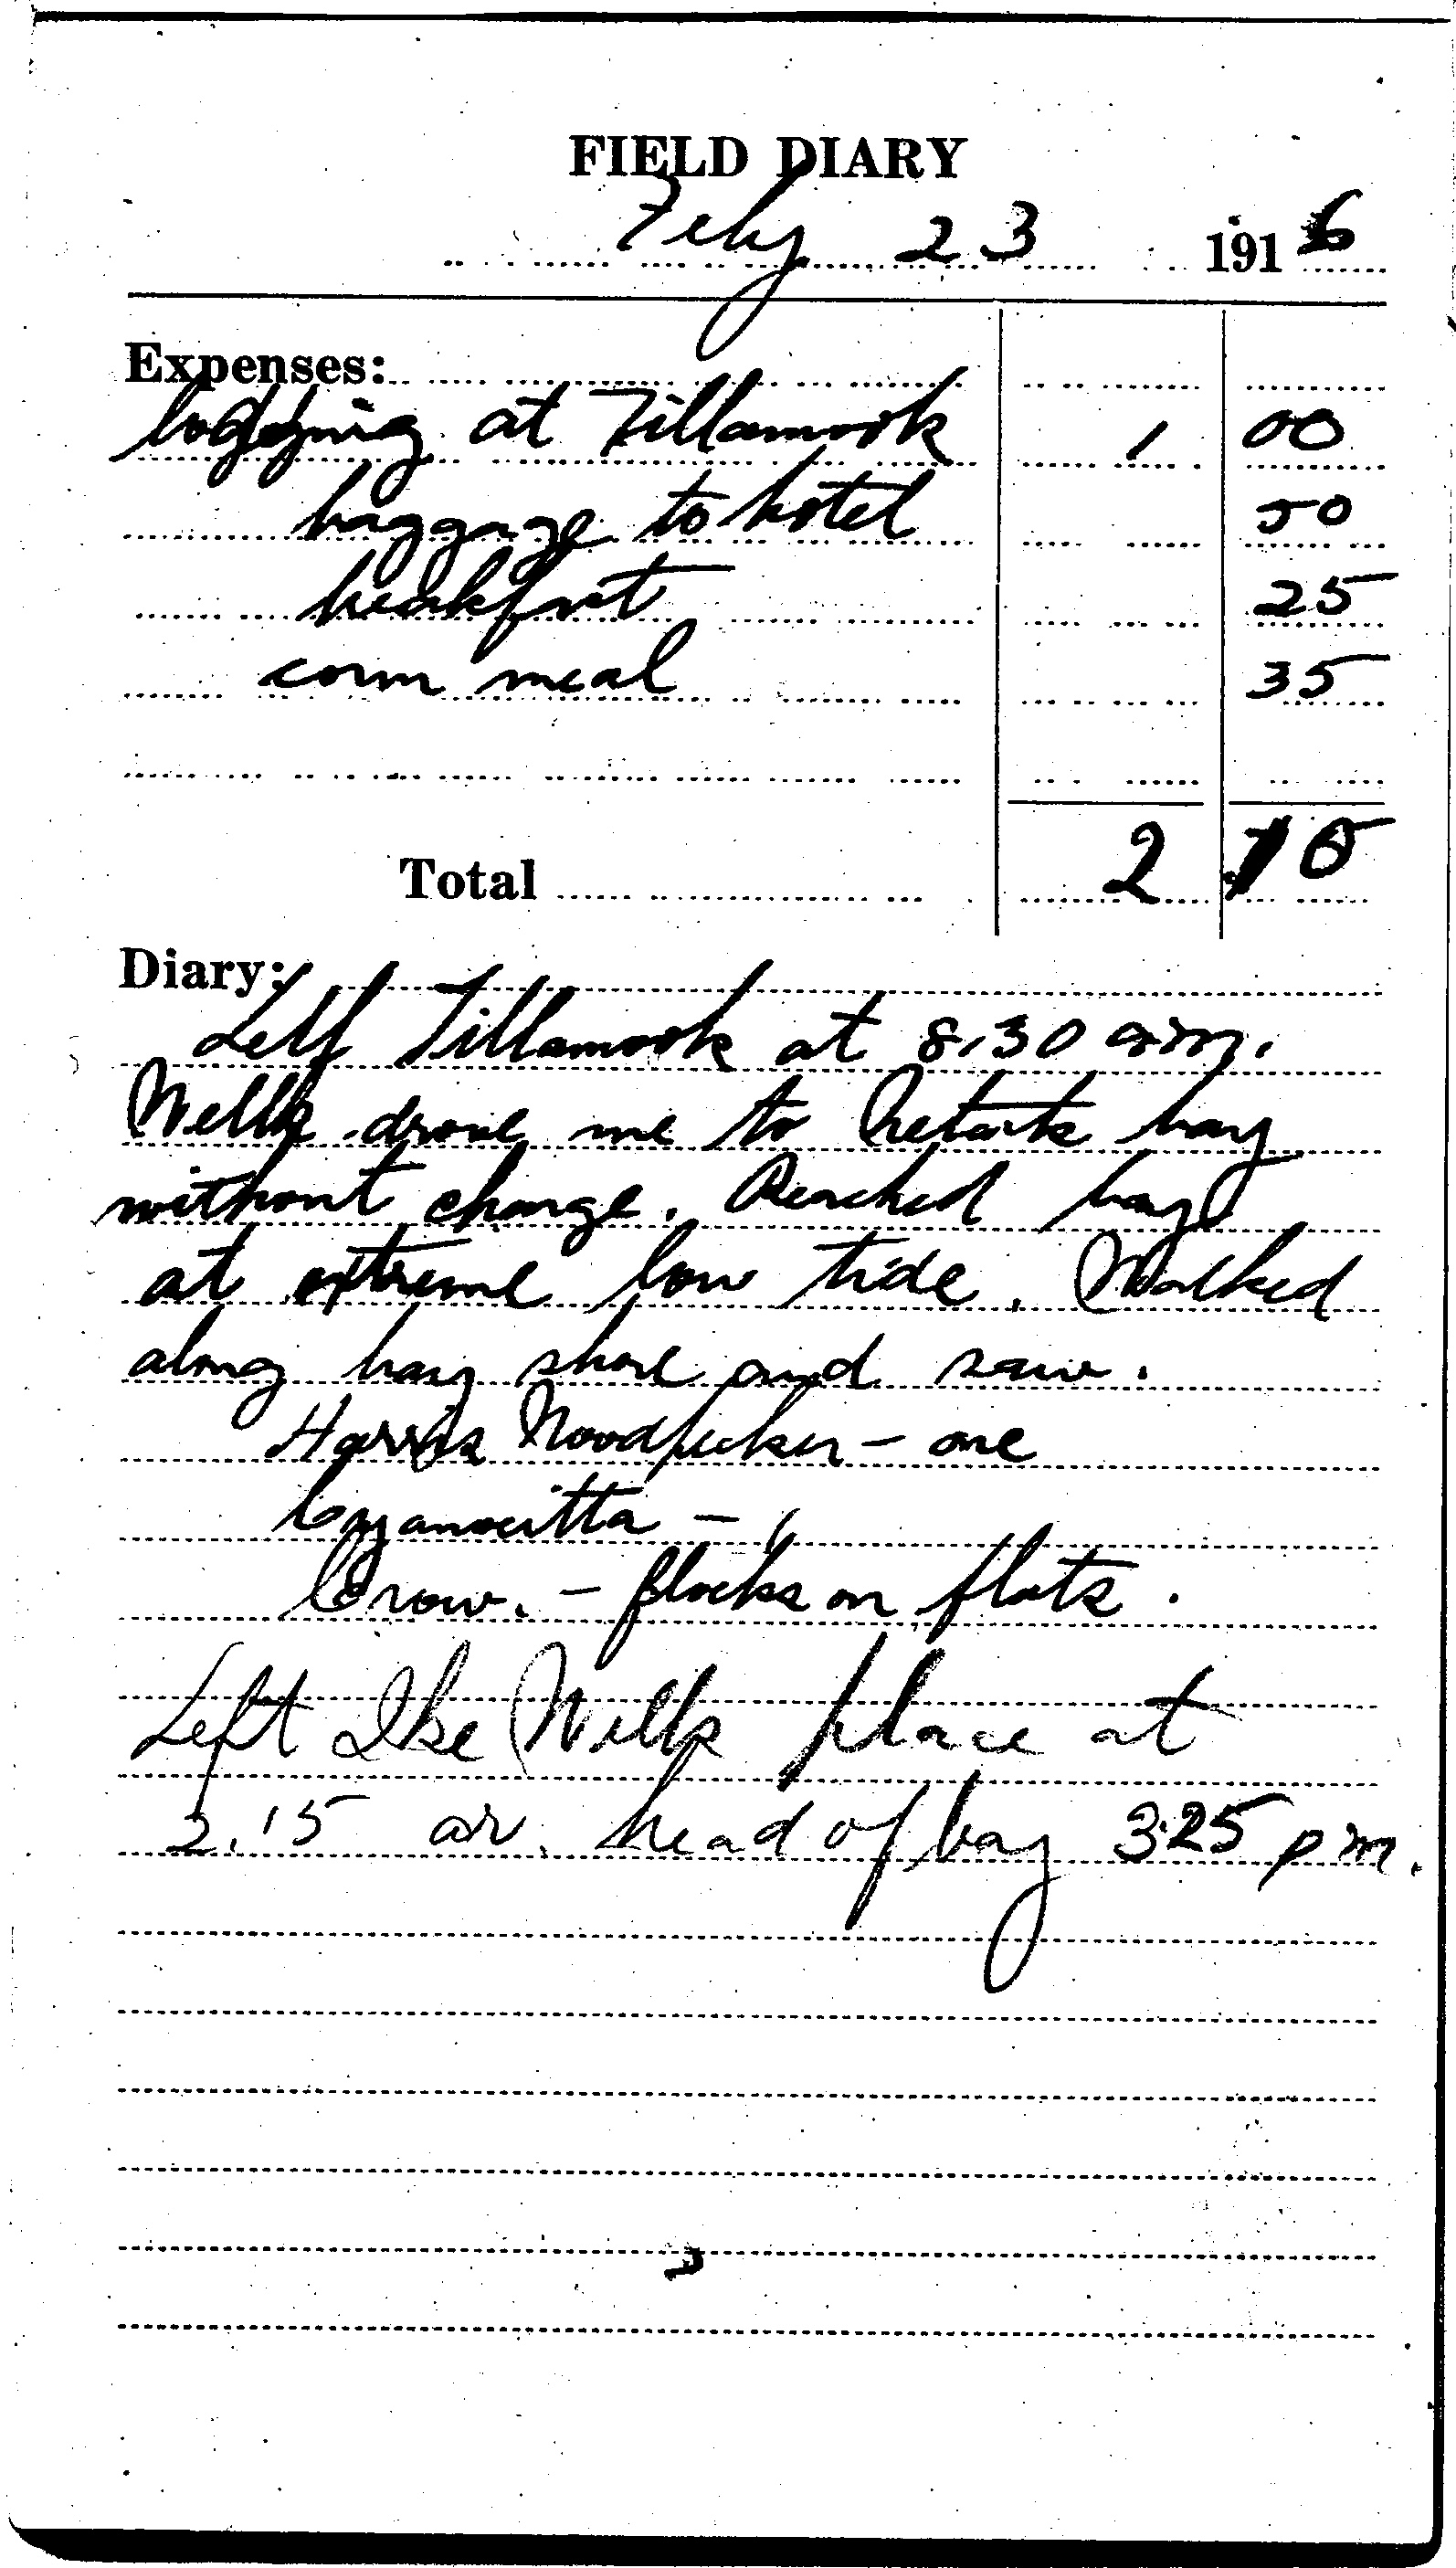 FIELD DIARY
Feby 23 1916
Expenses:
lodging at Tillamook 1 00
baggage to hotel 50
breakfast 25
corn meal 35
Total 2 10
Diary:
Left Tillamook at 8.30 a.m.
Wells drove me to Netarts bay
without charge. Reached bay
at extreme low tide. Walked
along bay shore and saw.
Harris Woodpecker - one
Cyanocitta - 1
Crow. - flocks on flats.
Left Ike Wells place at
2.15 ar. head of bay 3.25 pm.